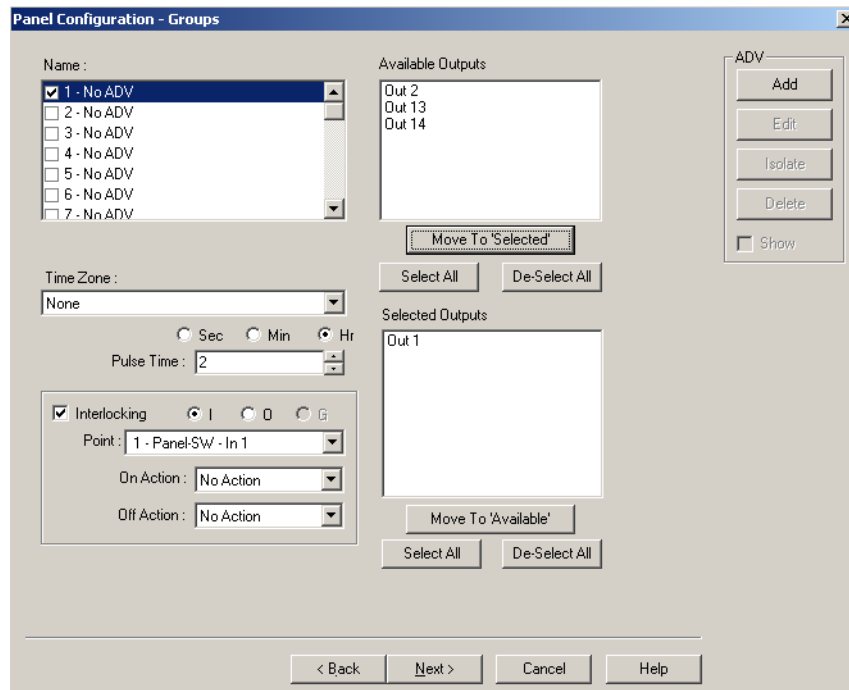 Panel Configuration - Groups
Name :
1 - No ADV
2 - No ADV
3 - No ADV
4 - No ADV
5 - No ADV
6 - No ADV
7 - No ADV
Time Zone :
None
Sec Min Hr
Pulse Time : 2
Interlocking I O G
Point : 1 - Panel-SW - In 1
On Action : No Action
Off Action : No Action
Available Outputs
Out 2
Out 13
Out 14
Move To 'Selected'
Select All De-Select All
Selected Outputs
Out 1
Move To 'Available'
Select All De-Select All
ADV
Add
Edit
Isolate
Delete
Show
< Back Next > Cancel Help